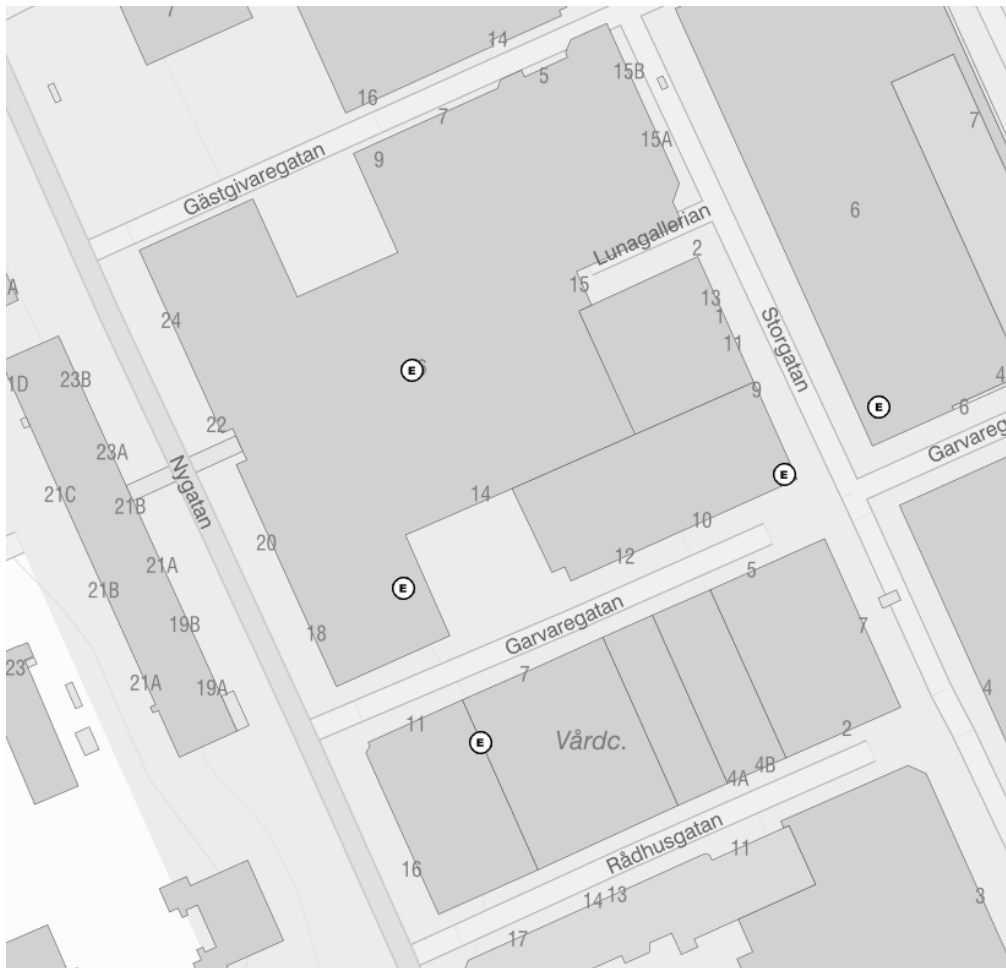 7
14
16
5
15B
7
7
15A
9
Gästgivaregatan
6
Lunagallerian
2
15
A
13
24
1
Storgatan
11
E
4
1D
23B
9
E
6
22
Garvareg
23A
E
Nygatan
21C
14
21B
10
20
12
21A
5
21B
E
Garvaregatan
19B
7
18
23
7
21A
19A
4
11
2
E
Vårdc.
4B
4A
Rådhusgatan
11
16
14
13
3
17